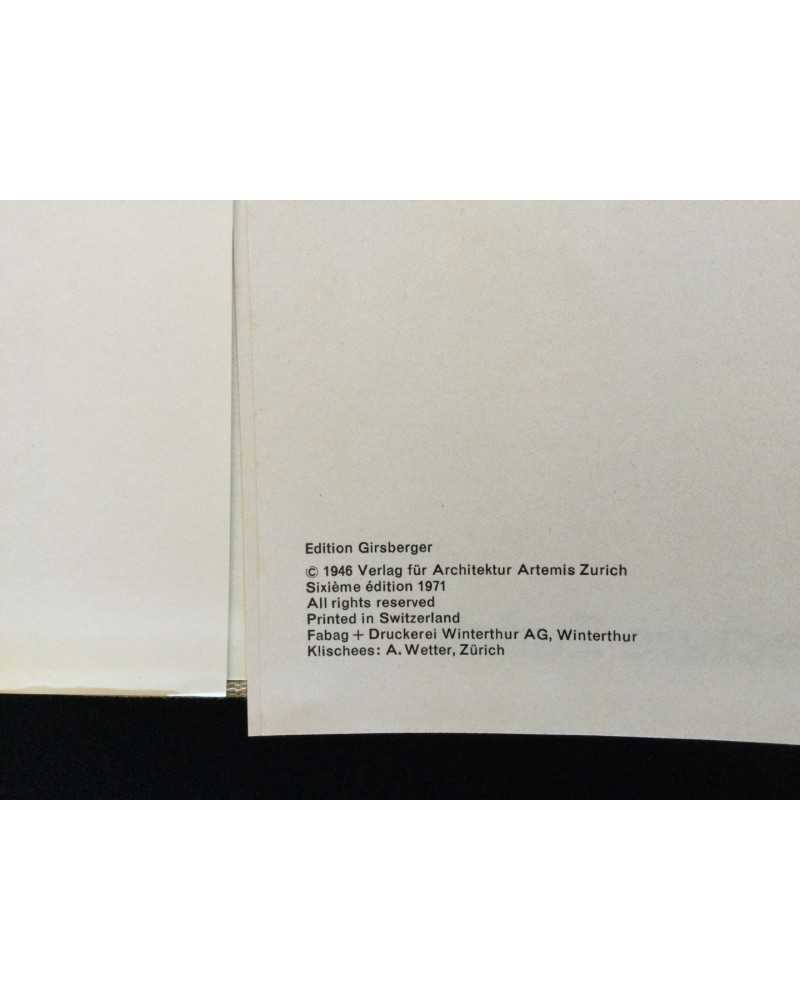 Edition Girsberger
© 1946 Verlag für Architektur Artemis Zurich
Sixième édition 1971
All rights reserved
Printed in Switzerland
Fabag + Druckerei Winterthur AG, Winterthur
Klischees: A. Wetter, Zürich